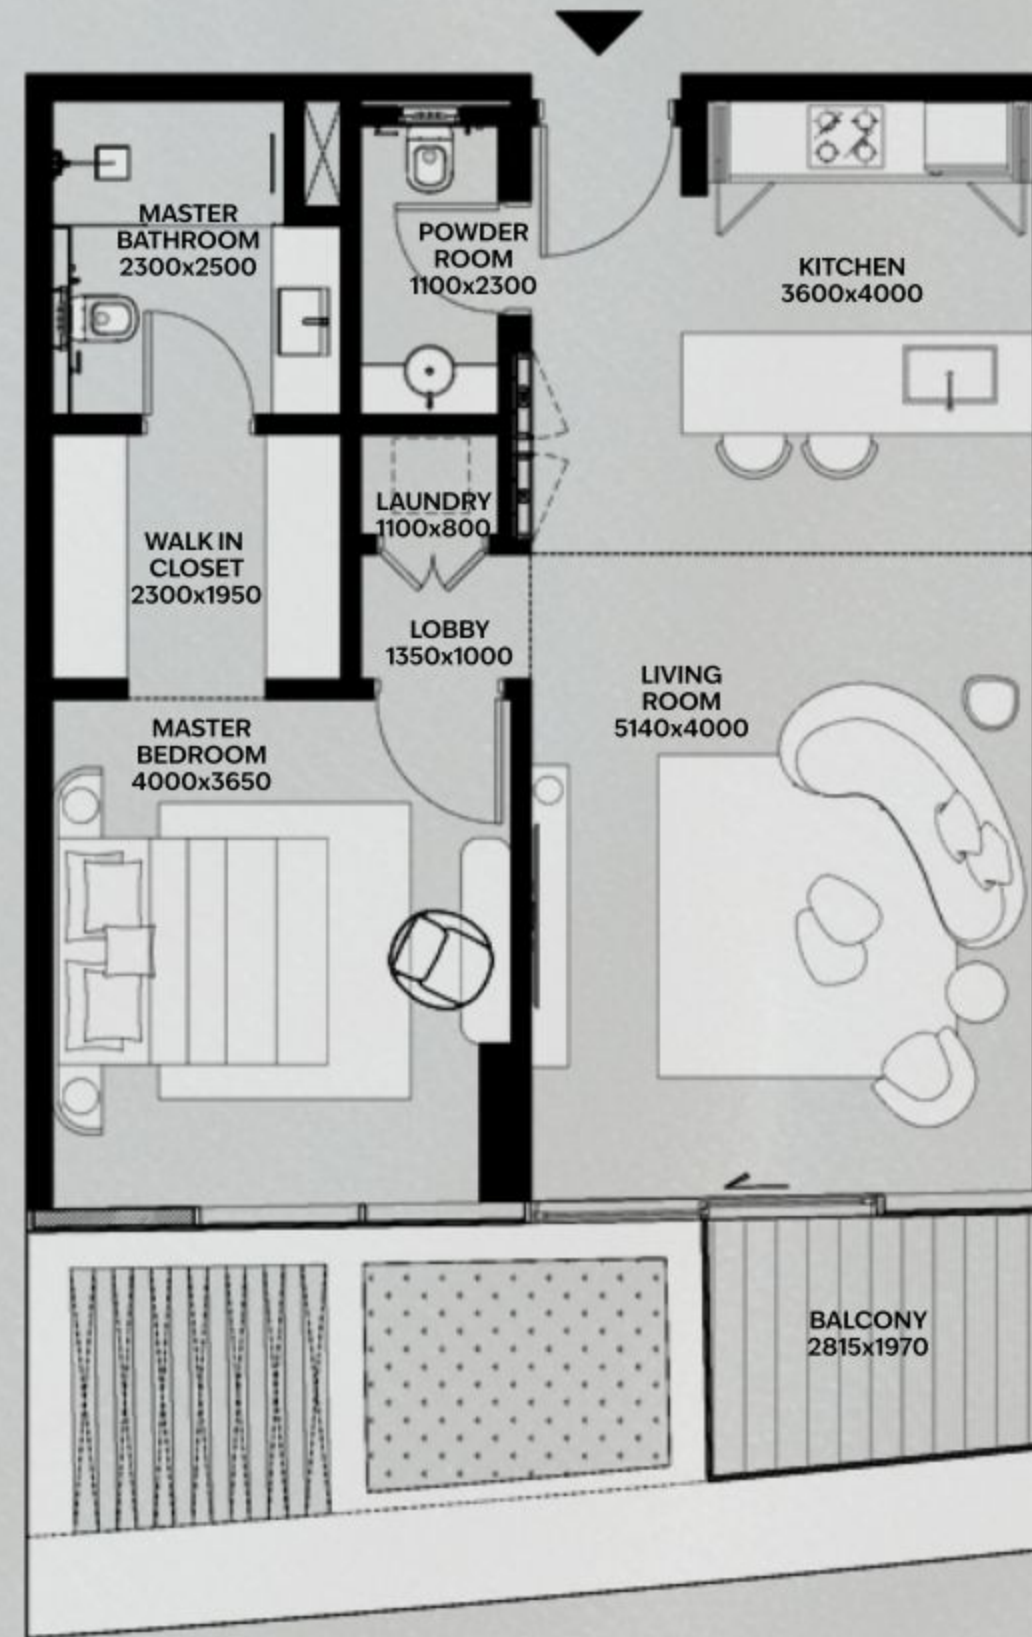 MASTER
BATHROOM
2300x2500
POWDER
ROOM
1100x2300
KITCHEN
3600x4000
LAUNDRY
1100x800
WALK IN
CLOSET
2300x1950
LOBBY
1350x1000
LIVING
ROOM
5140x4000
MASTER
BEDROOM
4000x3650
BALCONY
2815x1970